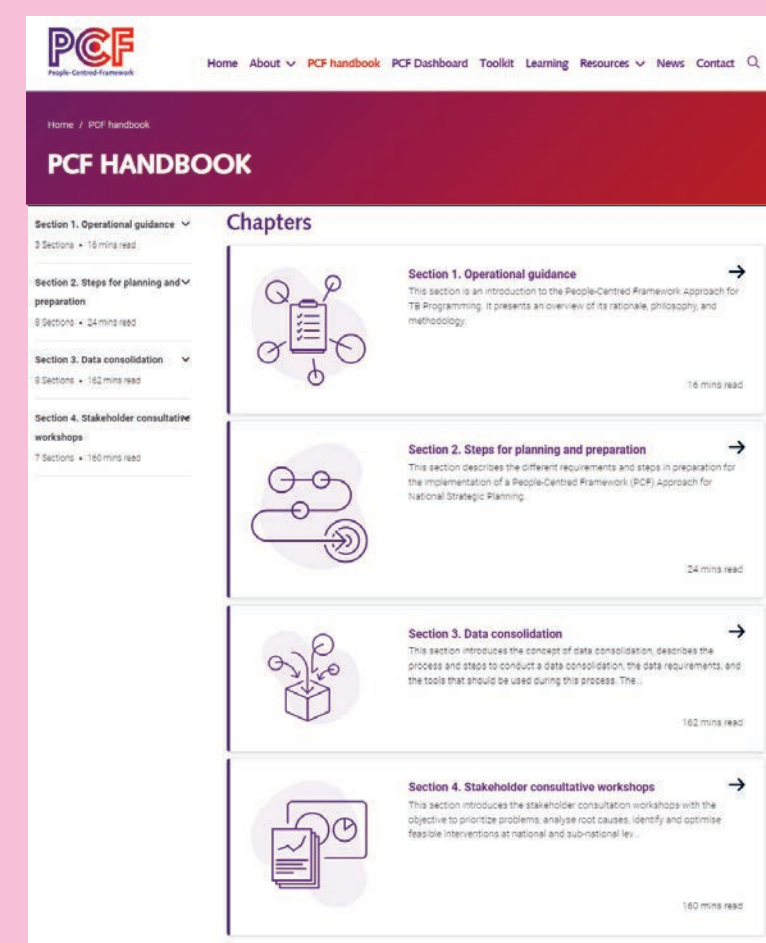 PCF
People-Centred-Framework
Home About PCF handbook PCF Dashboard Toolkit Learning Resources News Contact
Home / PCF handbook
PCF HANDBOOK
Section 1. Operational guidance
3 Sections • 16 mins read
Section 2. Steps for planning and
preparation
9 Sections • 24 mins read
Section 3. Data consolidation
8 Sections • 162 mins read
Section 4. Stakeholder consultative
workshops
7 Sections • 160 mins read
Chapters
Section 1. Operational guidance
This section is an introduction to the People-Centred Framework Approach for
TB Programming. It presents an overview of its rationale, philosophy, and
methodology.
16 mins read
Section 2. Steps for planning and preparation
This section describes the different requirements and steps in preparation for
the implementation of a People-Centred Framework (PCF) Approach for
National Strategic Planning.
24 mins read
Section 3. Data consolidation
This section introduces the concept of data consolidation, describes the
process and steps to conduct a data consolidation, the data requirements, and
the tools that should be used during this process. The...
162 mins read
Section 4. Stakeholder consultative workshops
This section introduces the stakeholder consultation workshops with the
objective to prioritize problems, analyse root causes, identify and optimise
feasible interventions at national and sub-national lev...
160 mins read